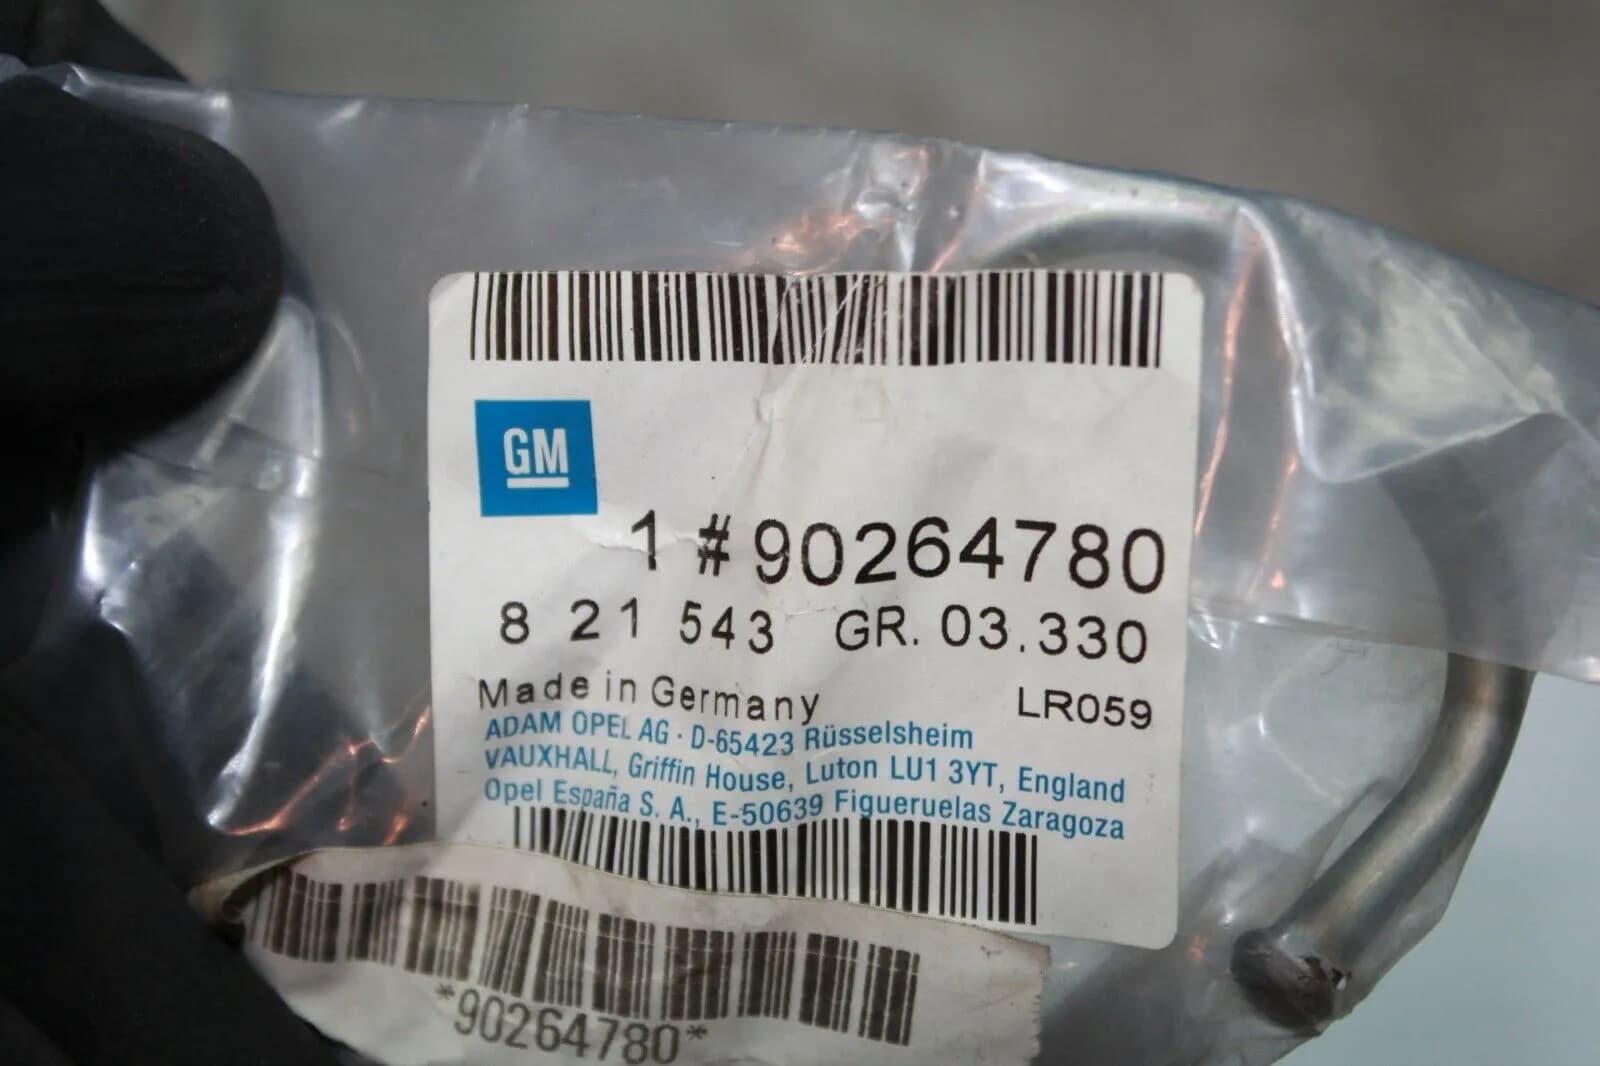 GM
1 #90264780
8 21 543 GR. 03.330
Made in Germany LR059
ADAM OPEL AG · D-65423 Rüsselsheim
VAUXHALL, Griffin House, Luton LU1 3YT, England
Opel España S. A., E-50639 Figueruelas Zaragoza
*90264780*